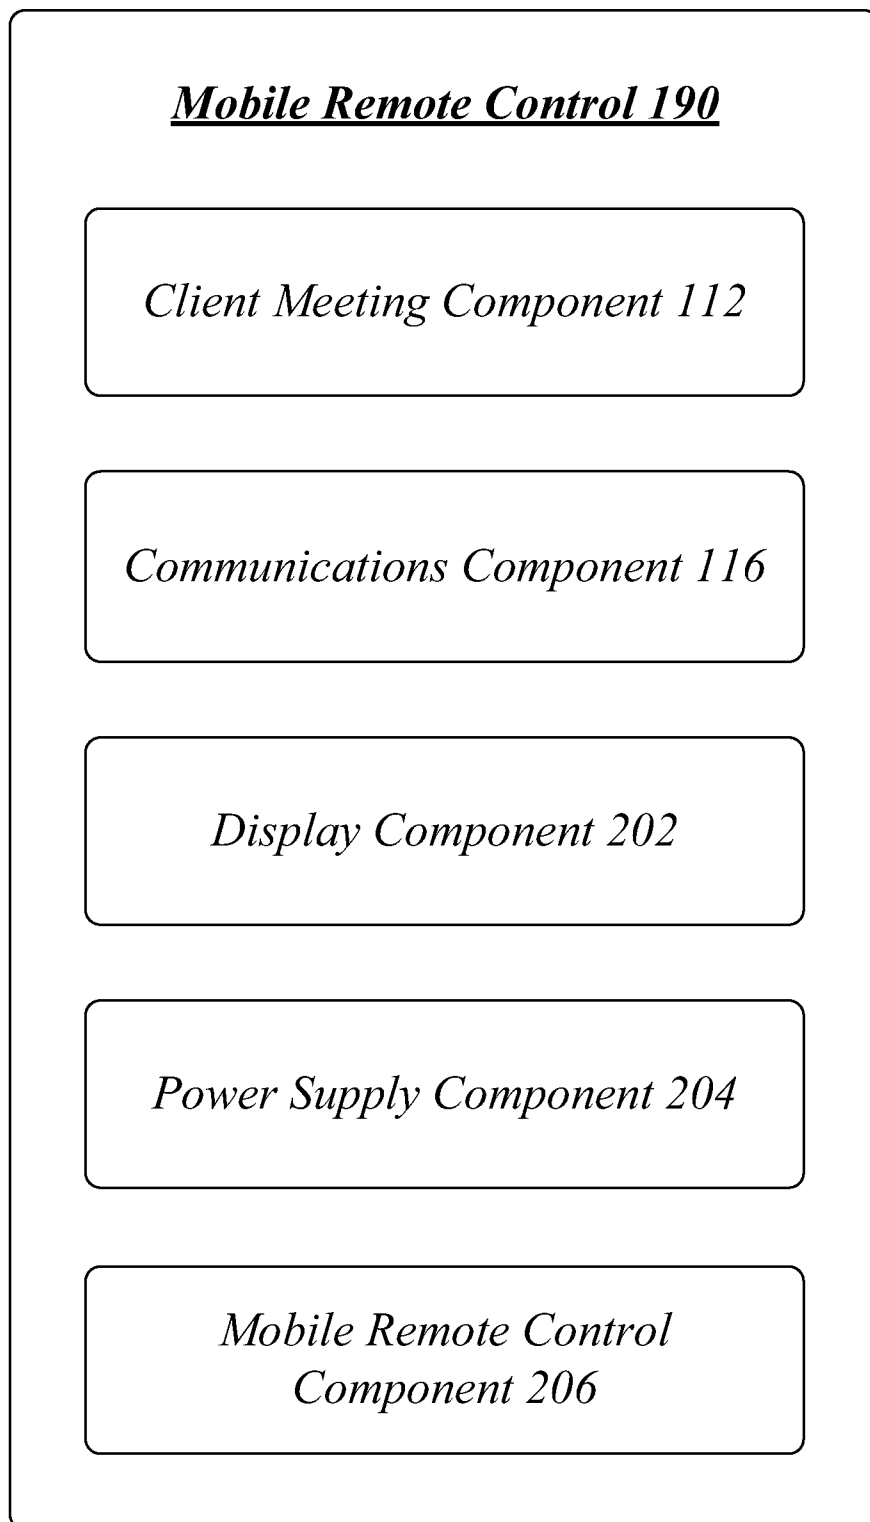 Mobile Remote Control 190
Client Meeting Component 112
Communications Component 116
Display Component 202
Power Supply Component 204
Mobile Remote Control
Component 206